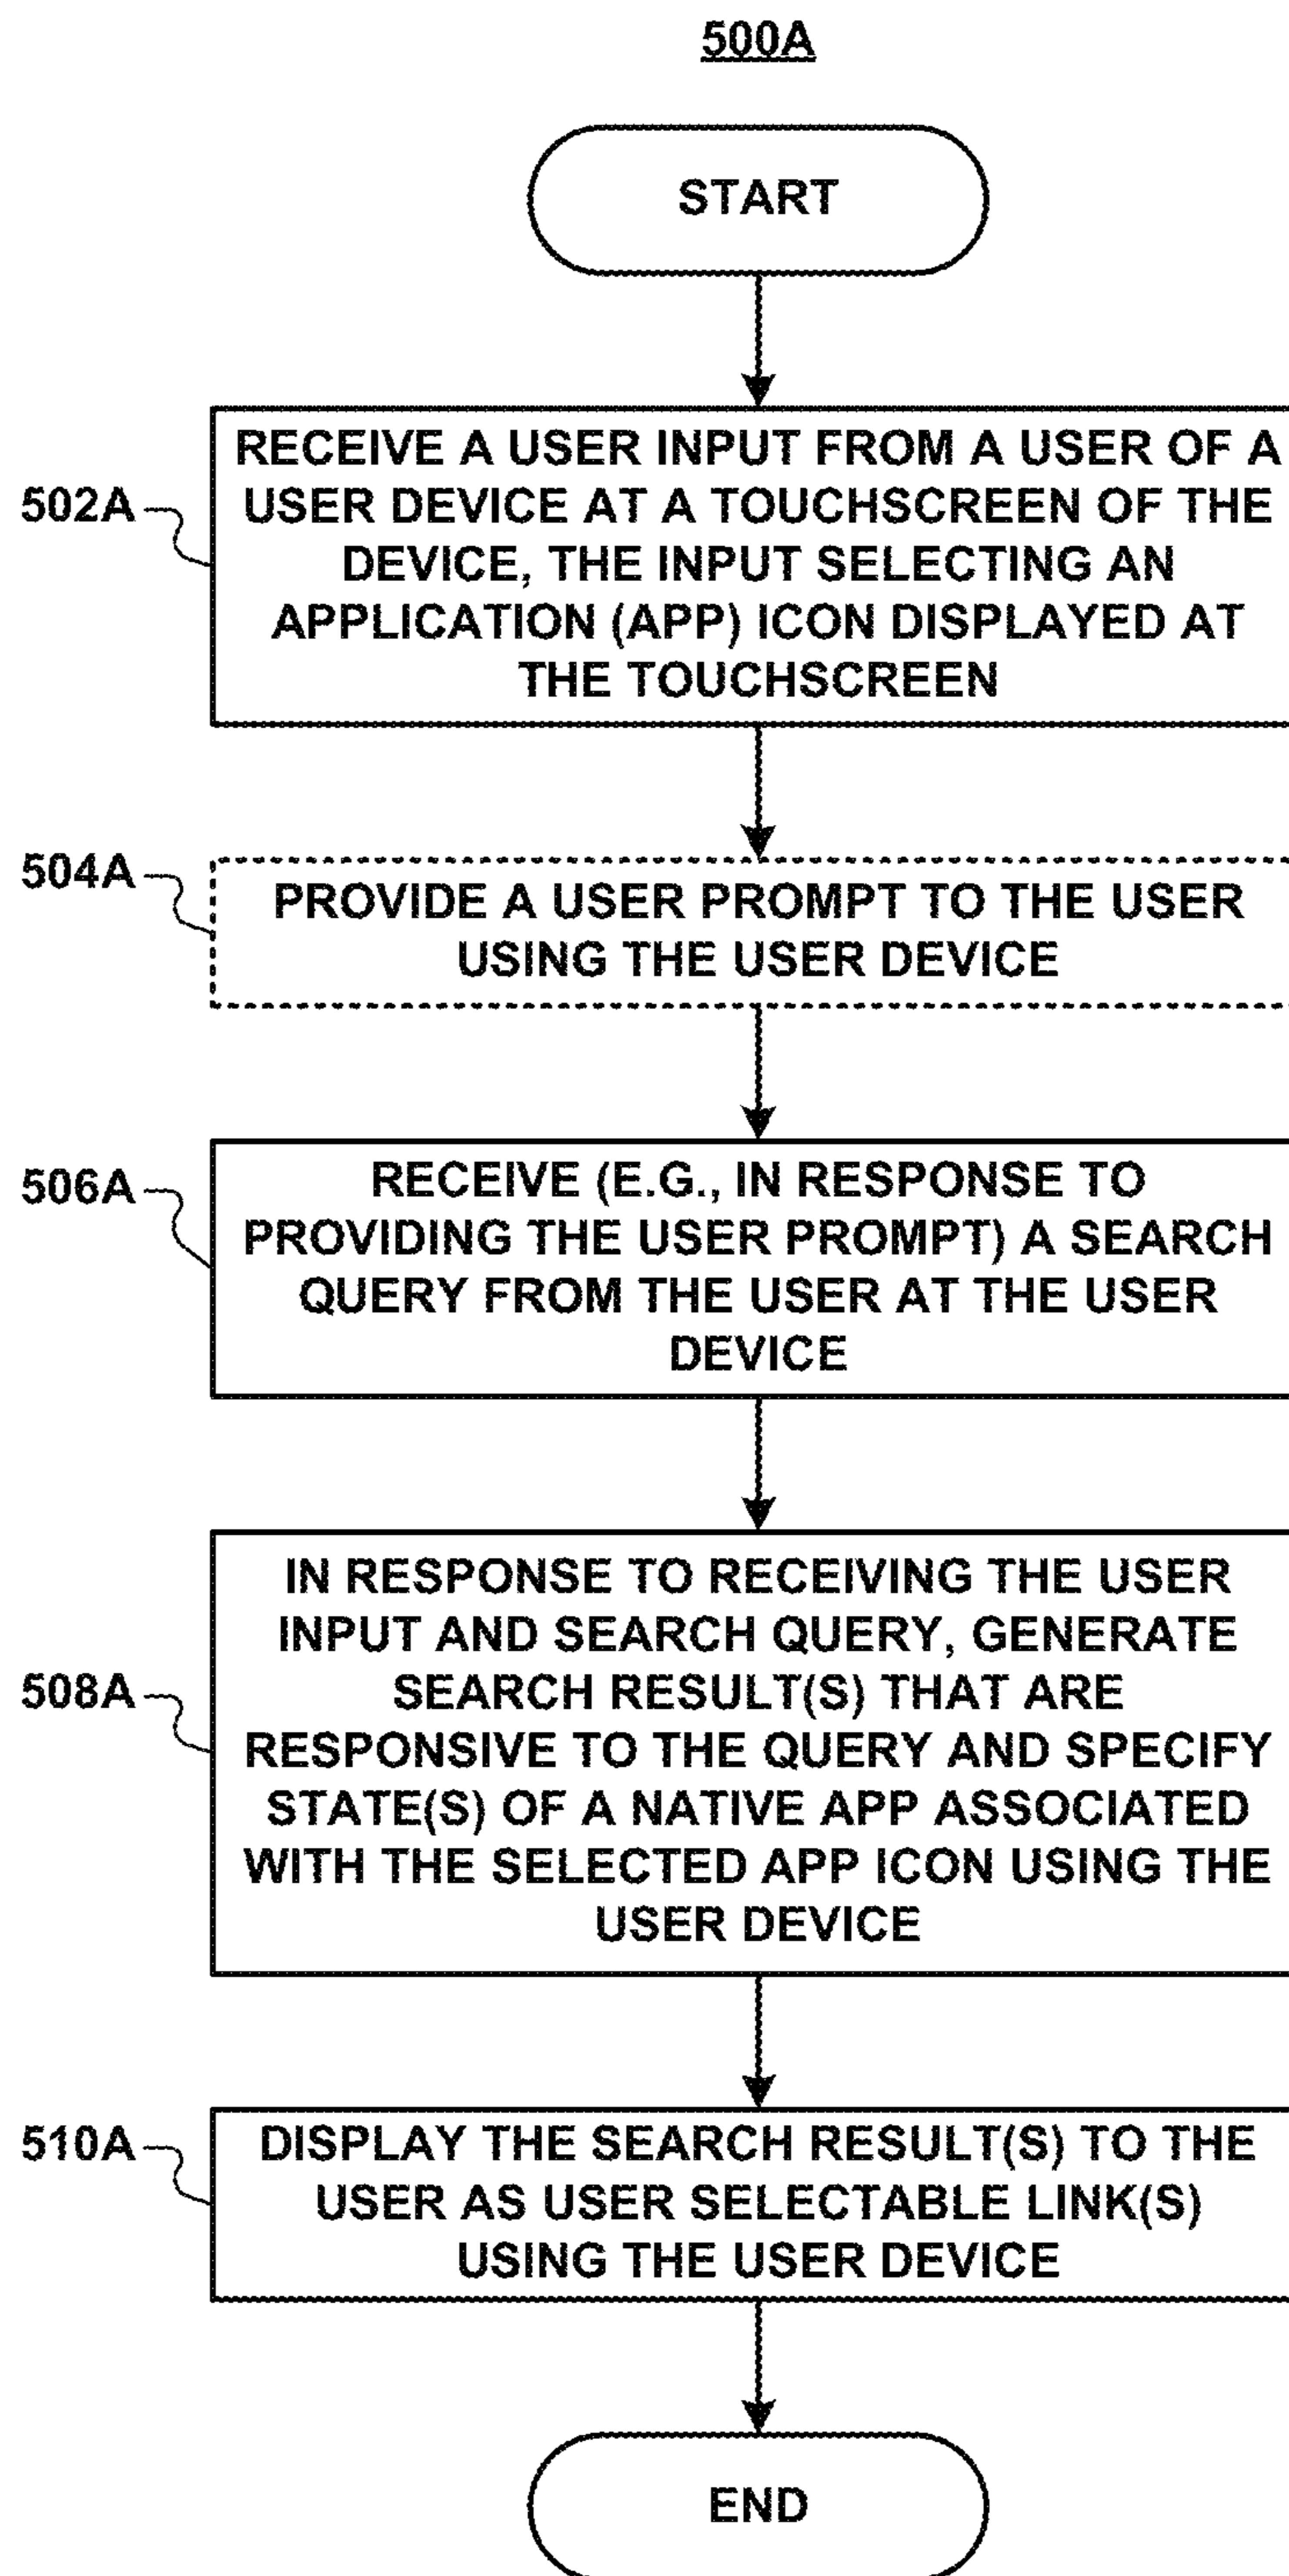 500A
START
502A
RECEIVE A USER INPUT FROM A USER OF A
USER DEVICE AT A TOUCHSCREEN OF THE
DEVICE, THE INPUT SELECTING AN
APPLICATION (APP) ICON DISPLAYED AT
THE TOUCHSCREEN
504A
PROVIDE A USER PROMPT TO THE USER
USING THE USER DEVICE
506A
RECEIVE (E.G., IN RESPONSE TO
PROVIDING THE USER PROMPT) A SEARCH
QUERY FROM THE USER AT THE USER
DEVICE
508A
IN RESPONSE TO RECEIVING THE USER
INPUT AND SEARCH QUERY, GENERATE
SEARCH RESULT(S) THAT ARE
RESPONSIVE TO THE QUERY AND SPECIFY
STATE(S) OF A NATIVE APP ASSOCIATED
WITH THE SELECTED APP ICON USING THE
USER DEVICE
510A
DISPLAY THE SEARCH RESULT(S) TO THE
USER AS USER SELECTABLE LINK(S)
USING THE USER DEVICE
END